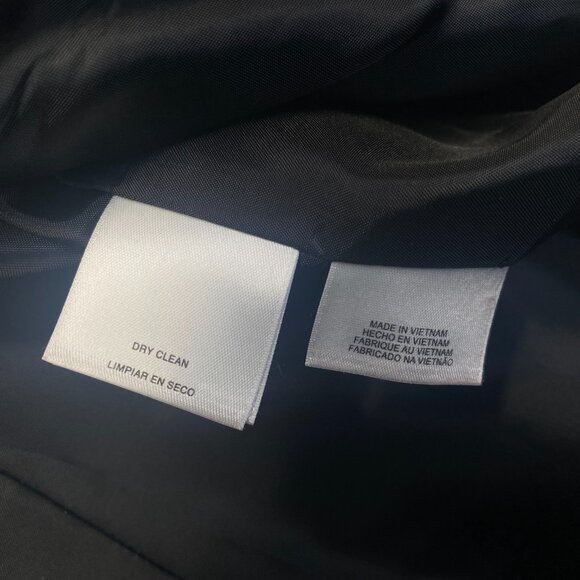 DRY CLEAN
LIMPIAR EN SECO
MADE IN VIETNAM
HECHO EN VIETNAM
FABRIQUE AU VIETNAM
FABRICADO NA VIETNÃO